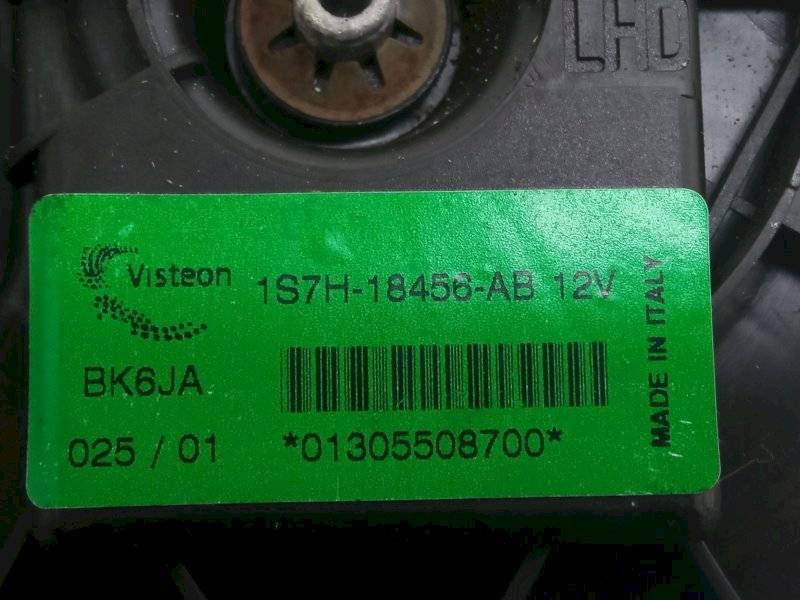 LHD
Visteon
1S7H-18456-AB 12V
BK6JA
025 / 01
*01305508700*
MADE IN ITALY